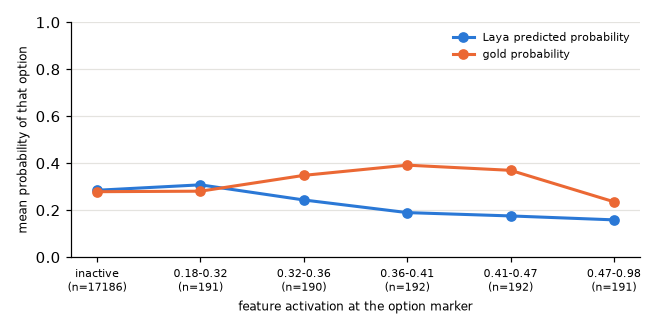 1.0
0.8
0.6
0.4
0.2
0.0
mean probability of that option
Laya predicted probability
gold probability
inactive
(n=17186)
0.18-0.32
(n=191)
0.32-0.36
(n=190)
0.36-0.41
(n=192)
0.41-0.47
(n=192)
0.47-0.98
(n=191)
feature activation at the option marker